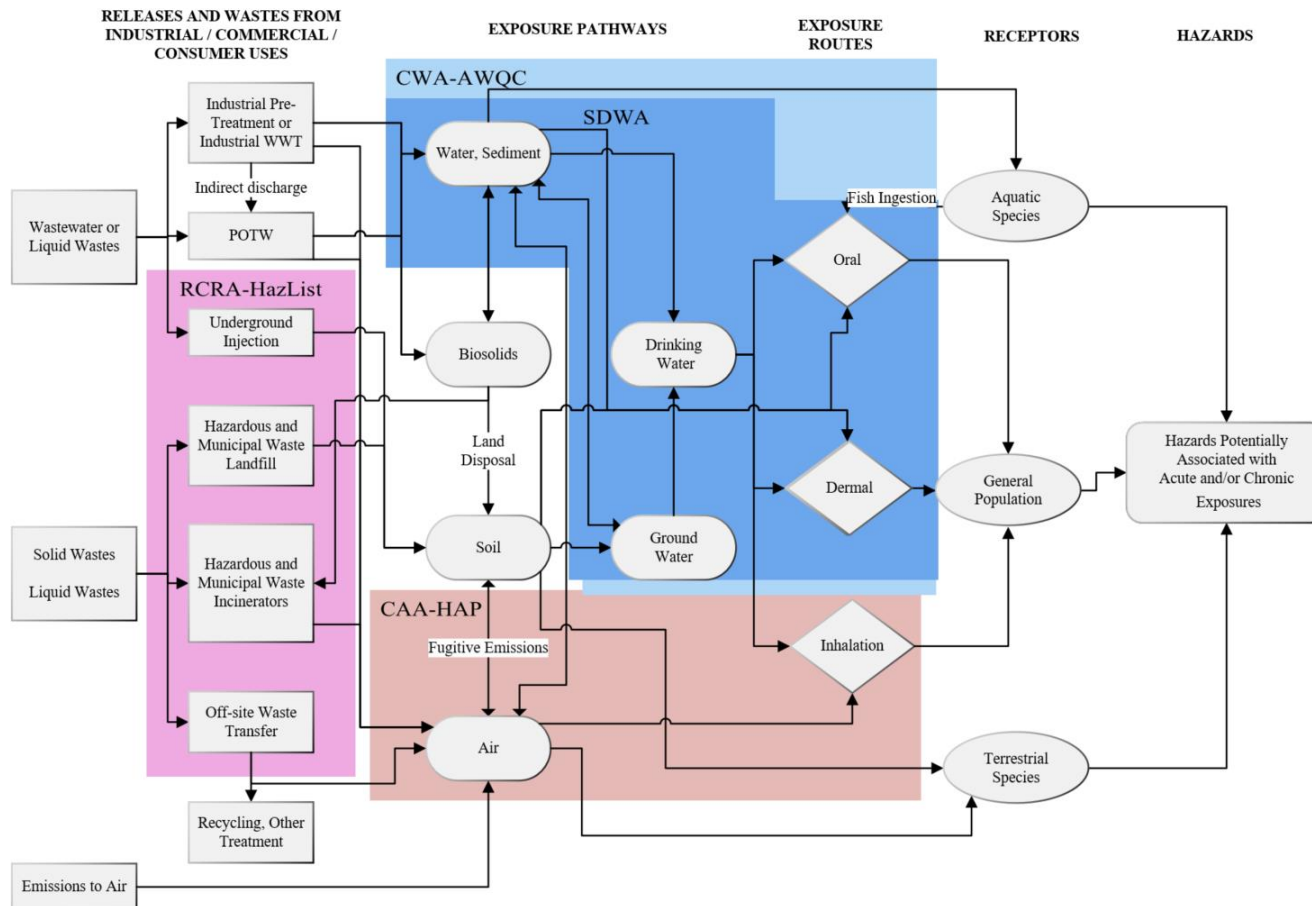 RELEASES AND WASTES FROM
INDUSTRIAL / COMMERCIAL /
CONSUMER USES
EXPOSURE PATHWAYS
EXPOSURE
ROUTES
RECEPTORS
HAZARDS
CWA-AWQC
SDWA
Industrial Pre-
Treatment or
Industrial WWT
Indirect discharge
POTW
Wastewater or
Liquid Wastes
Water, Sediment
Fish Ingestion
Aquatic
Species
Oral
RCRA-HazList
Underground
Injection
Biosolids
Drinking
Water
Hazardous and
Municipal Waste
Landfill
Land
Disposal
Dermal
General
Population
Hazards Potentially
Associated with
Acute and/or Chronic
Exposures
Solid Wastes
Liquid Wastes
Hazardous and
Municipal Waste
Incinerators
Soil
Ground
Water
CAA-HAP
Fugitive Emissions
Inhalation
Off-site Waste
Transfer
Air
Terrestrial
Species
Recycling, Other
Treatment
Emissions to Air